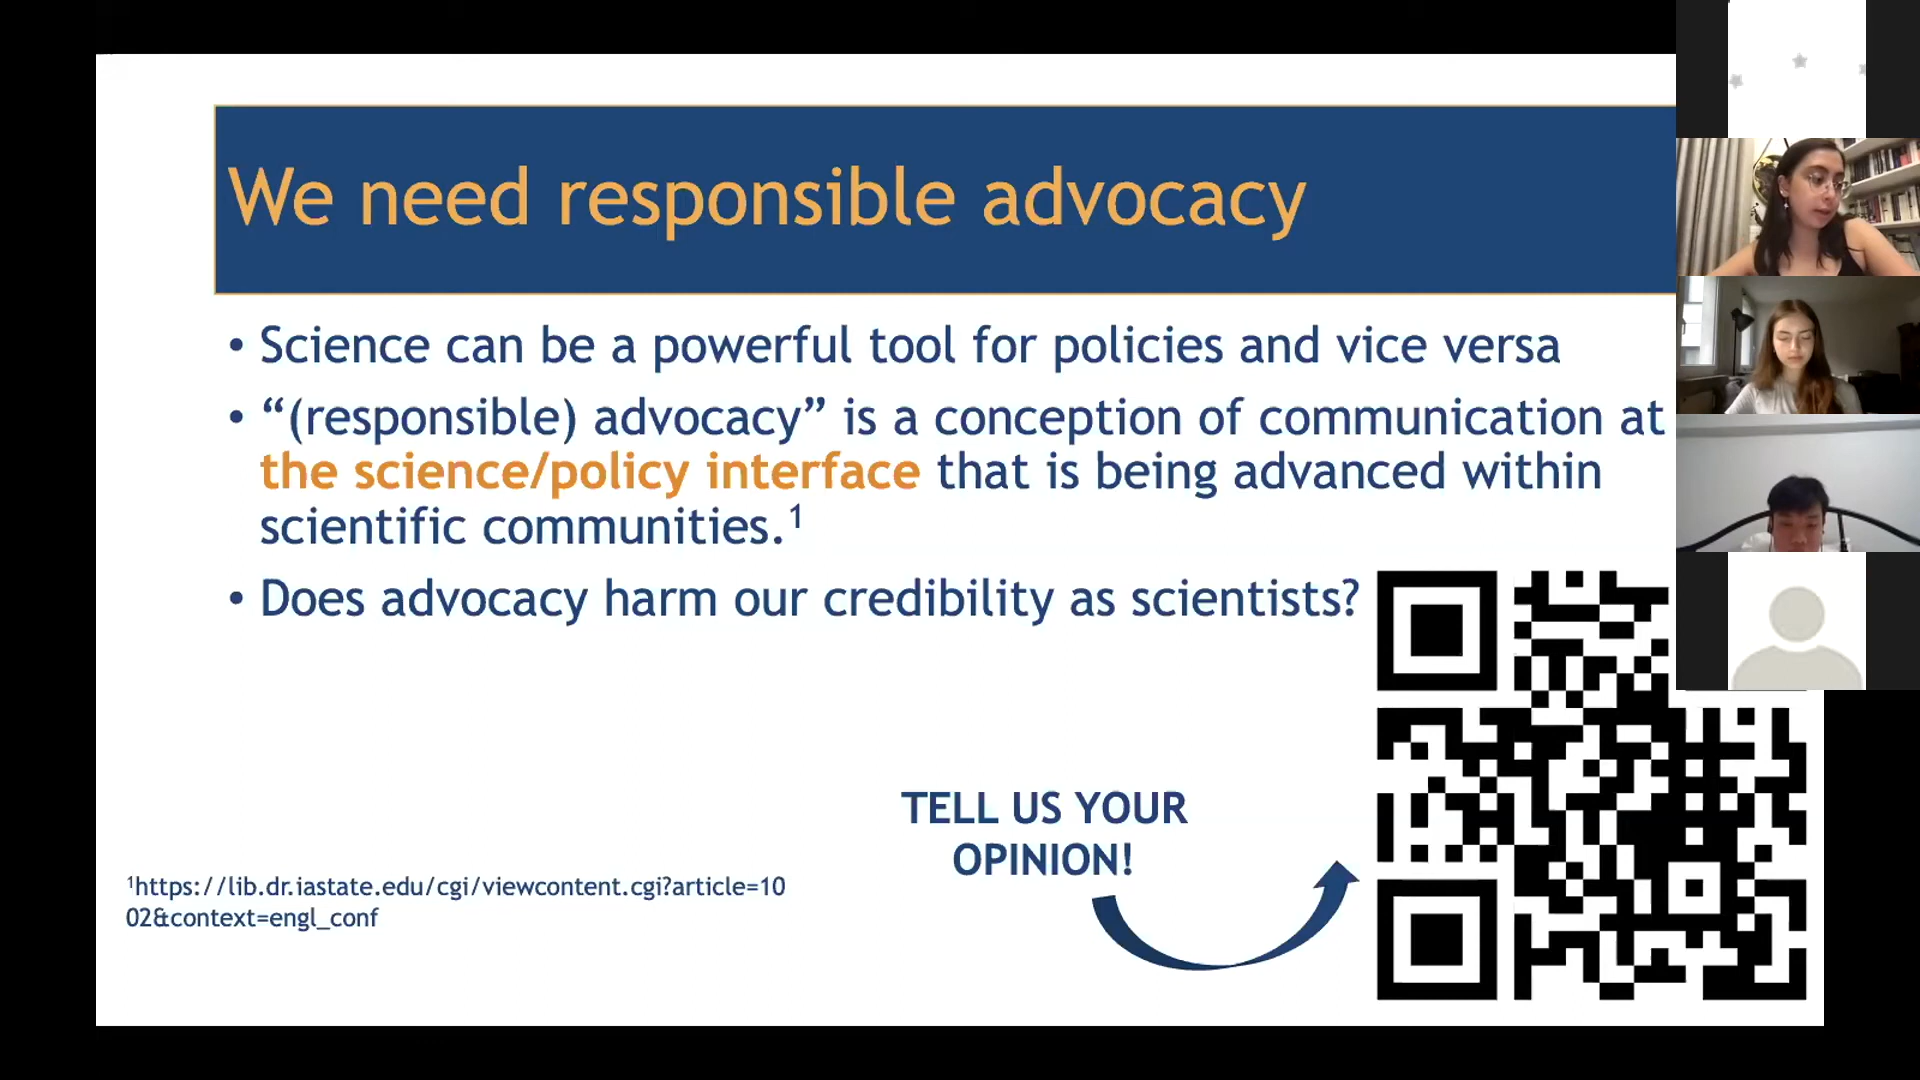 We need responsible advocacy
• Science can be a powerful tool for policies and vice versa
• “(responsible) advocacy” is a conception of communication at
the science/policy interface that is being advanced within
scientific communities.¹
• Does advocacy harm our credibility as scientists?
TELL US YOUR
OPINION!
¹https://lib.dr.iastate.edu/cgi/viewcontent.cgi?article=10
02&context=engl_conf